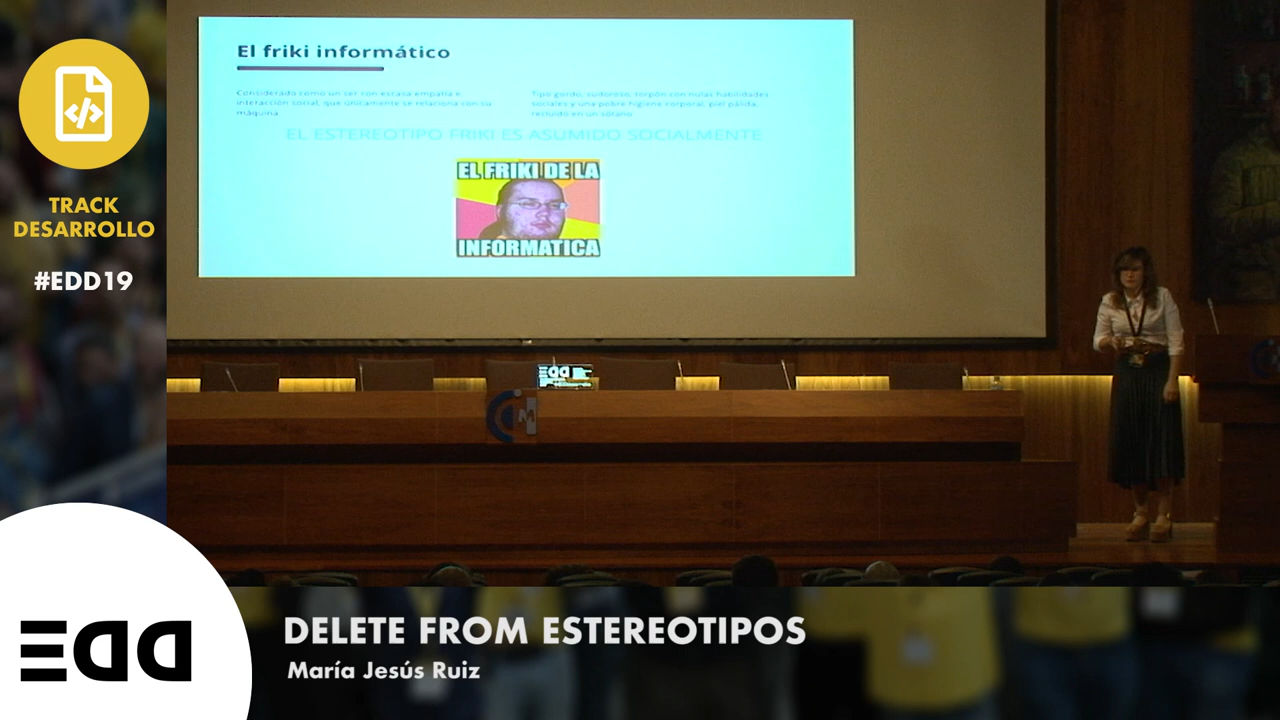 TRACK
DESARROLLO
#EDD19
El friki informático
Considerado como un ser con escasa empatía e
interacción social, que únicamente se relaciona con su
máquina
Tipo gordo, sudoroso, torpón con nulas habilidades
sociales y una pobre higiene corporal, piel pálida,
recluido en un sótano
EL ESTEREOTIPO FRIKI ES ASUMIDO SOCIALMENTE
EL FRIKI DE LA
INFORMATICA
EDD
M
EDD
DELETE FROM ESTEREOTIPOS
María Jesús Ruiz